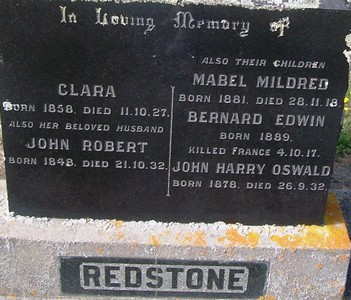 In Loving Memory of
CLARA
BORN 1858, DIED 11.10.27.
ALSO HER BELOVED HUSBAND
JOHN ROBERT
BORN 1848, DIED 21.10.32.
ALSO THEIR CHILDREN
MABEL MILDRED
BORN 1881, DIED 28.11.18.
BERNARD EDWIN
BORN 1889,
KILLED FRANCE 4.10.17.
JOHN HARRY OSWALD
BORN 1878, DIED 26.9.32.
REDSTONE